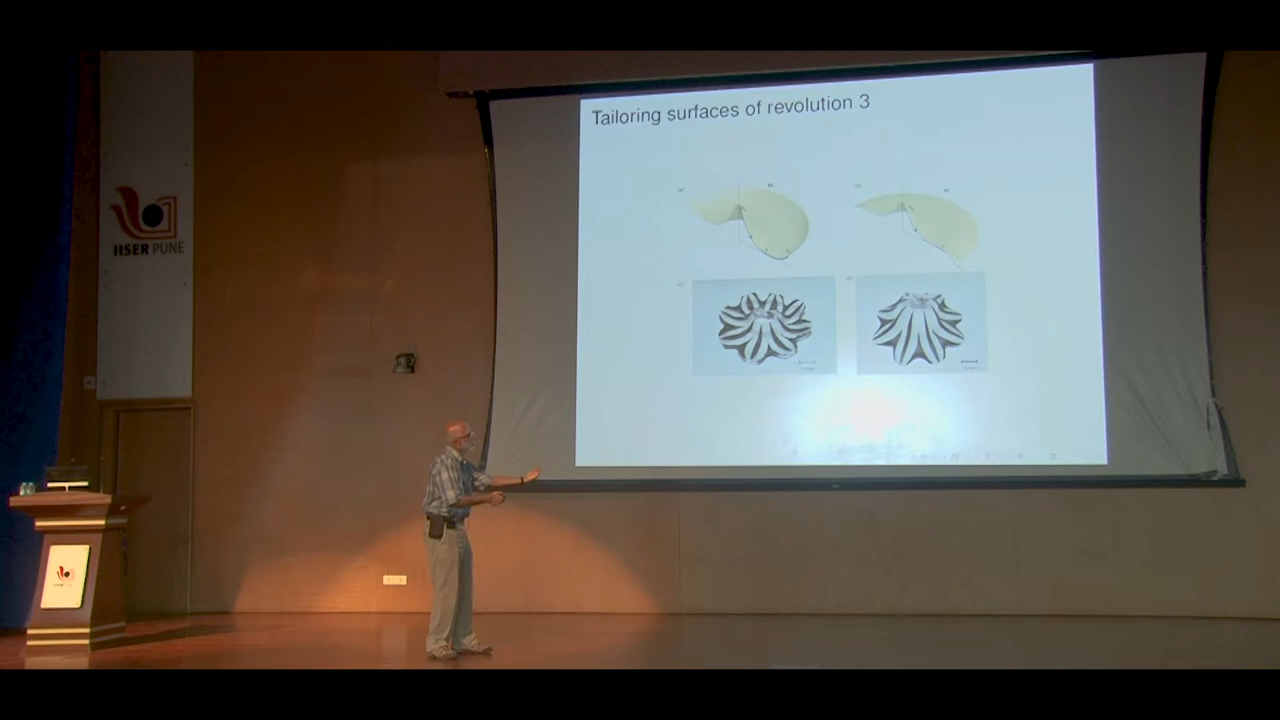 Tailoring surfaces of revolution 3
IISER PUNE